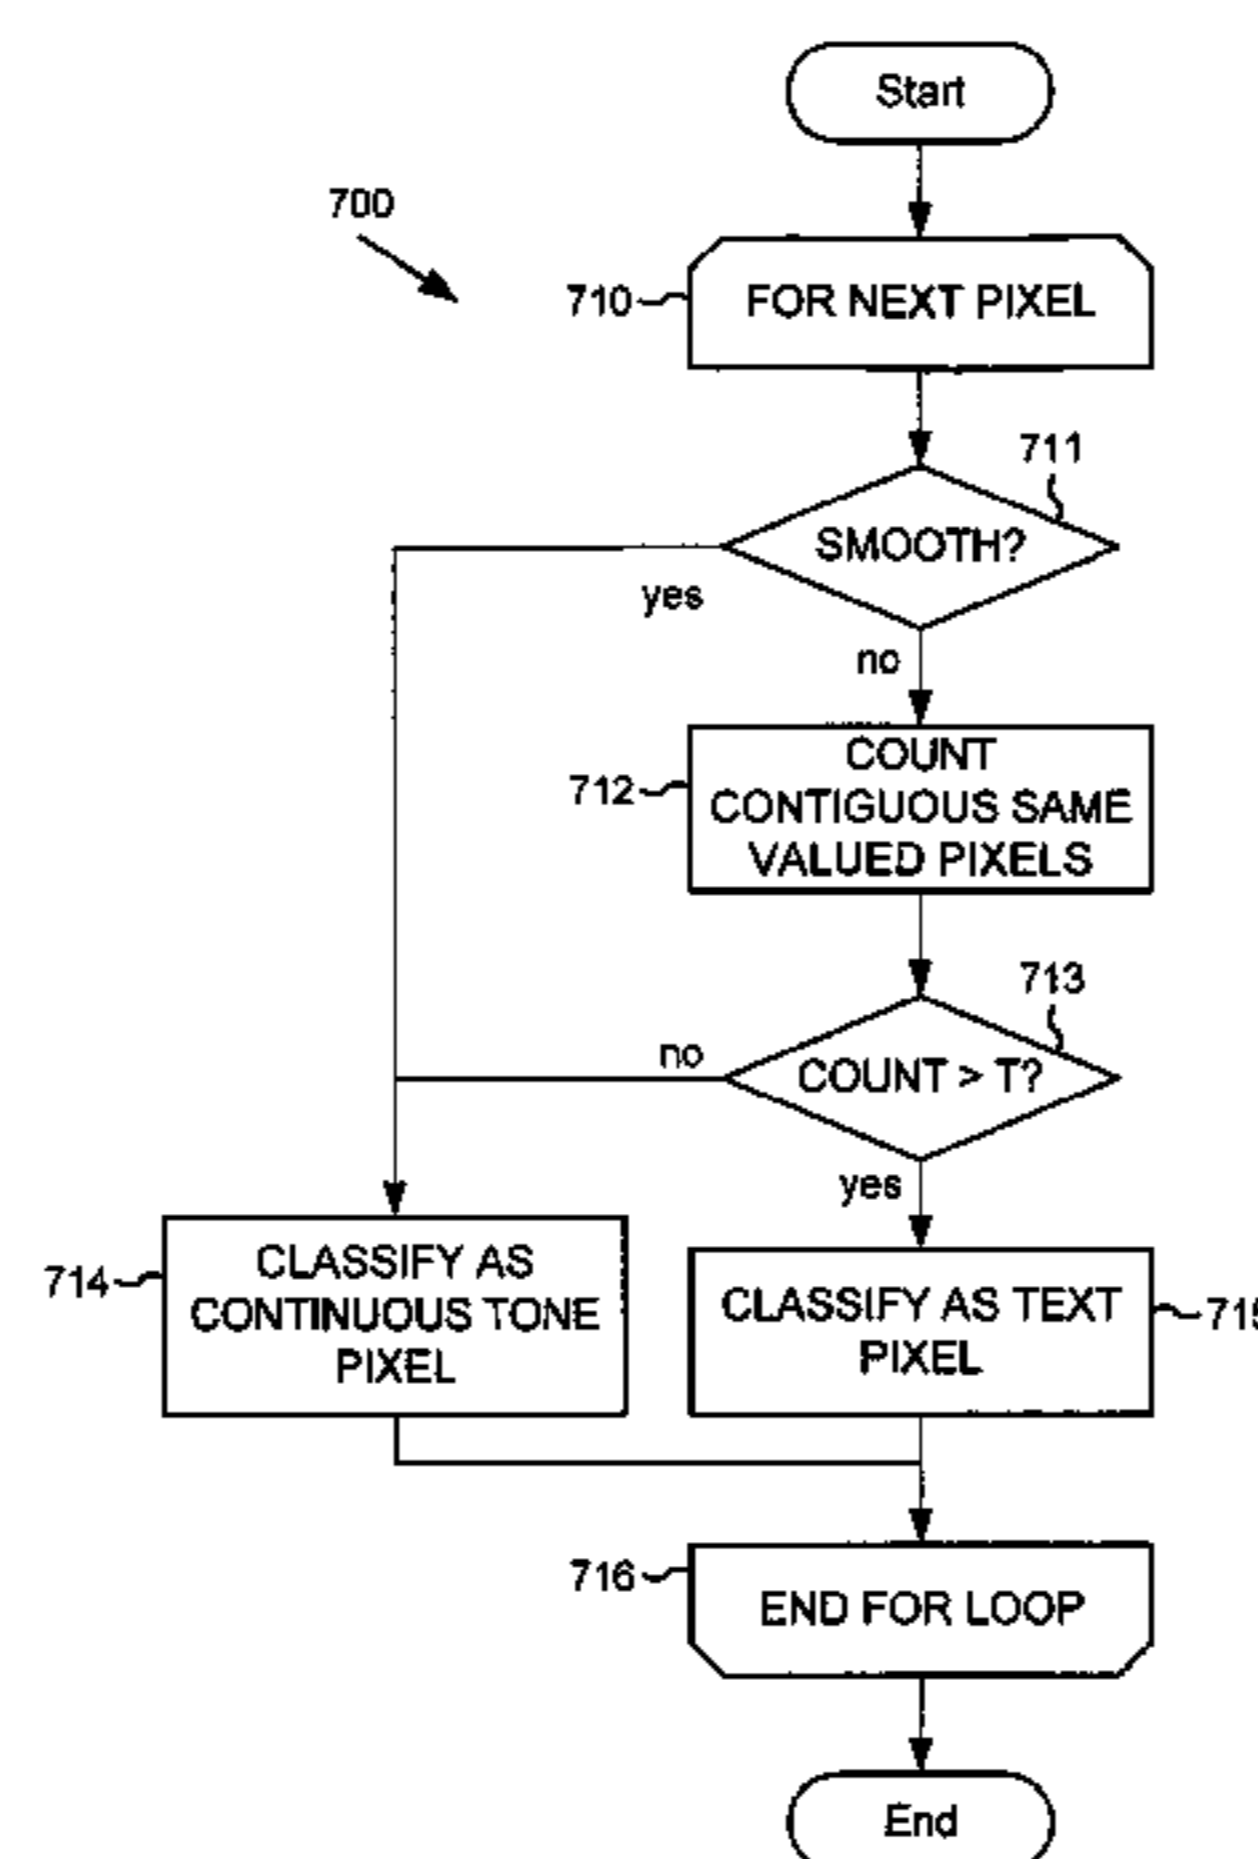 Start
700
710
FOR NEXT PIXEL
711
SMOOTH?
yes
no
712
COUNT
CONTIGUOUS SAME
VALUED PIXELS
713
no
COUNT > T?
yes
714
CLASSIFY AS
CONTINUOUS TONE
PIXEL
CLASSIFY AS TEXT
PIXEL
715
716
END FOR LOOP
End